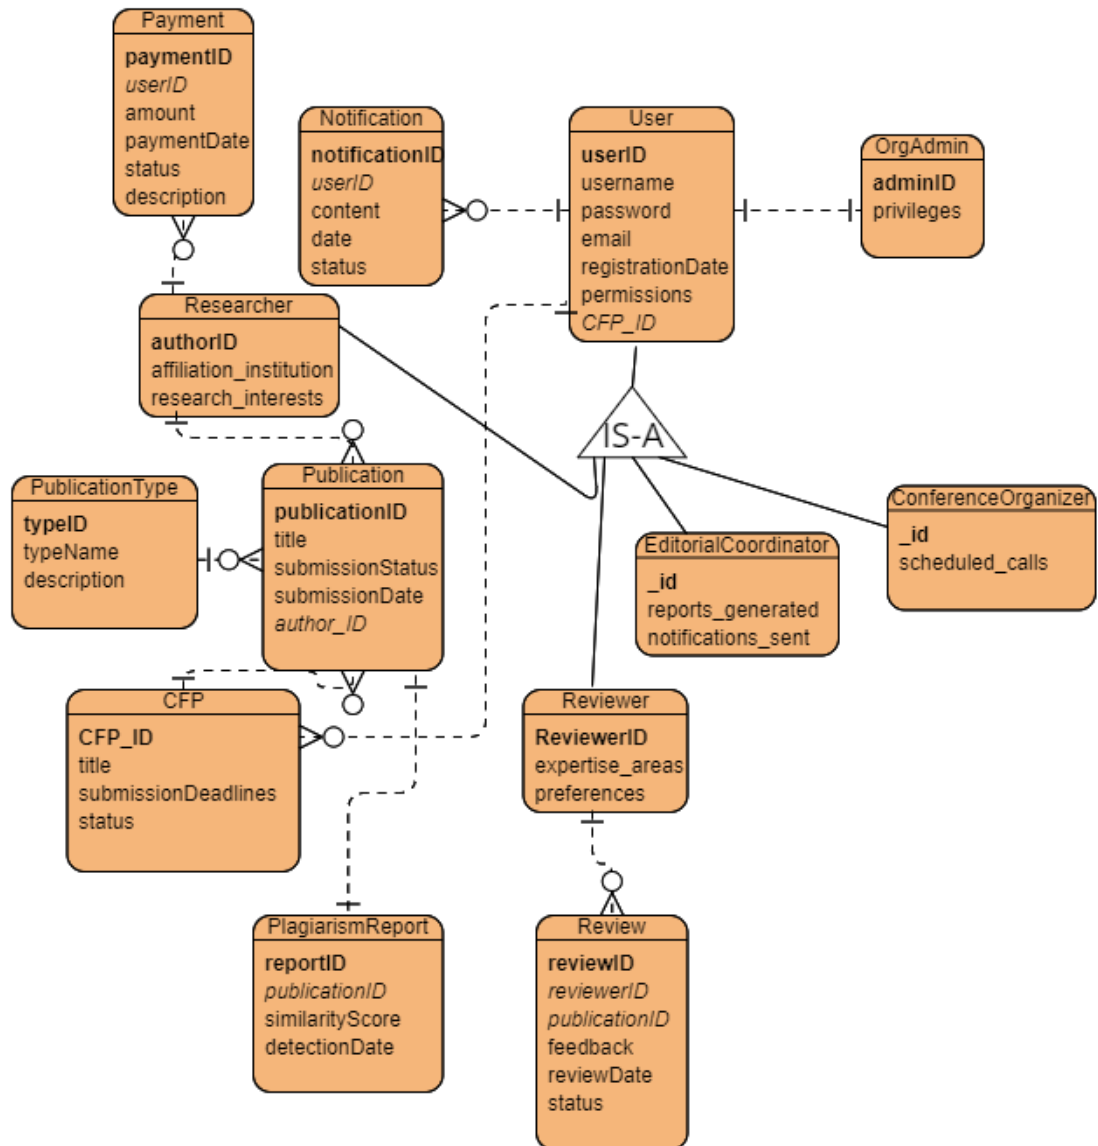 Payment
paymentID
userID
amount
paymentDate
status
description
Notification
notificationID
userID
content
date
status
User
userID
username
password
email
registrationDate
permissions
CFP_ID
OrgAdmin
adminID
privileges
Researcher
authorID
affiliation_institution
research_interests
IS-A
PublicationType
typeID
typeName
description
Publication
publicationID
title
submissionStatus
submissionDate
author_ID
EditorialCoordinator
_id
reports_generated
notifications_sent
ConferenceOrganizer
_id
scheduled_calls
CFP
CFP_ID
title
submissionDeadlines
status
Reviewer
ReviewerID
expertise_areas
preferences
PlagiarismReport
reportID
publicationID
similarityScore
detectionDate
Review
reviewID
reviewerID
publicationID
feedback
reviewDate
status